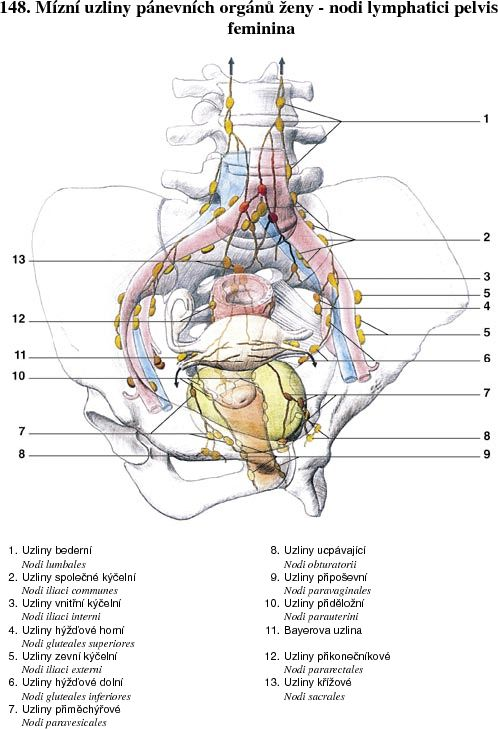 148. Mízní uzliny pánevních orgánů ženy - nodi lymphatici pelvis
feminina
1
2
13
3
5
4
12
5
11
6
10
7
7
8
8
9
1. Uzliny bederní
Nodi lumbales
2. Uzliny společné kýčelní
Nodi iliaci communes
3. Uzliny vnitřní kýčelní
Nodi iliaci interni
4. Uzliny hýžďové horní
Nodi gluteales superiores
5. Uzliny zevní kýčelní
Nodi iliaci externi
6. Uzliny hýžďové dolní
Nodi gluteales inferiores
7. Uzliny přiměchýřové
Nodi paravesicales
8. Uzliny ucpávající
Nodi obturatorii
9. Uzliny připoševní
Nodi paravaginales
10. Uzliny přiděložní
Nodi parauterini
11. Bayerova uzlina
12. Uzliny přikonečníkové
Nodi pararectales
13. Uzliny křížové
Nodi sacrales